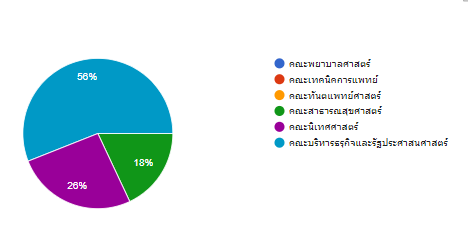 56%
18%
26%
คณะพยาบาลศาสตร์
คณะเทคนิคการแพทย์
คณะทันตแพทย์ศาสตร์
คณะสาธารณสุขศาสตร์
คณะนิเทศศาสตร์
คณะบริหารธุรกิจและรัฐประศาสนศาสตร์